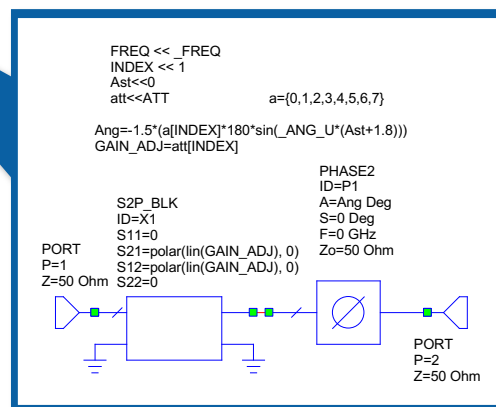 FREQ << _FREQ
INDEX << 1
Ast<<0
att<<ATT
a={0,1,2,3,4,5,6,7}
Ang=-1.5*(a[INDEX]*180*sin(_ANG_U*(Ast+1.8)))
GAIN_ADJ=att[INDEX]
PHASE2
ID=P1
A=Ang Deg
S=0 Deg
F=0 GHz
Zo=50 Ohm
S2P_BLK
ID=X1
S11=0
S21=polar(lin(GAIN_ADJ), 0)
S12=polar(lin(GAIN_ADJ), 0)
S22=0
PORT
P=1
Z=50 Ohm
PORT
P=2
Z=50 Ohm